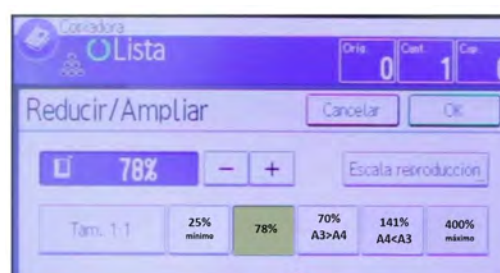 Copiadora
Lista
Orig. Cant. Cop.
0 1
Reducir/Ampliar
Cancelar OK
78% - +
Escala reproducción
Tam. 1:1
25% mínimo
78%
70% A3>A4
141% A4<A3
400% máximo